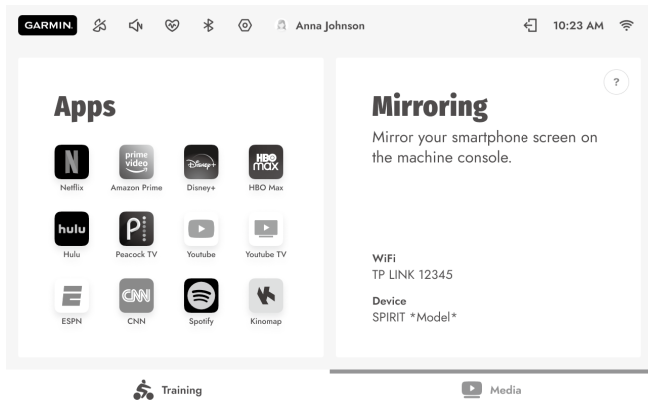 GARMIN.
Anna Johnson
10:23 AM
Apps
N
prime video
Disney+
HBO max
Netflix
Amazon Prime
Disney+
HBO Max
hulu
P
Hulu
Peacock TV
Youtube
Youtube TV
E
CNN
ESPN
CNN
Spotify
Kinomap
?
Mirroring
Mirror your smartphone screen on
the machine console.
WiFi
TP LINK 12345
Device
SPIRIT *Model*
Training
Media